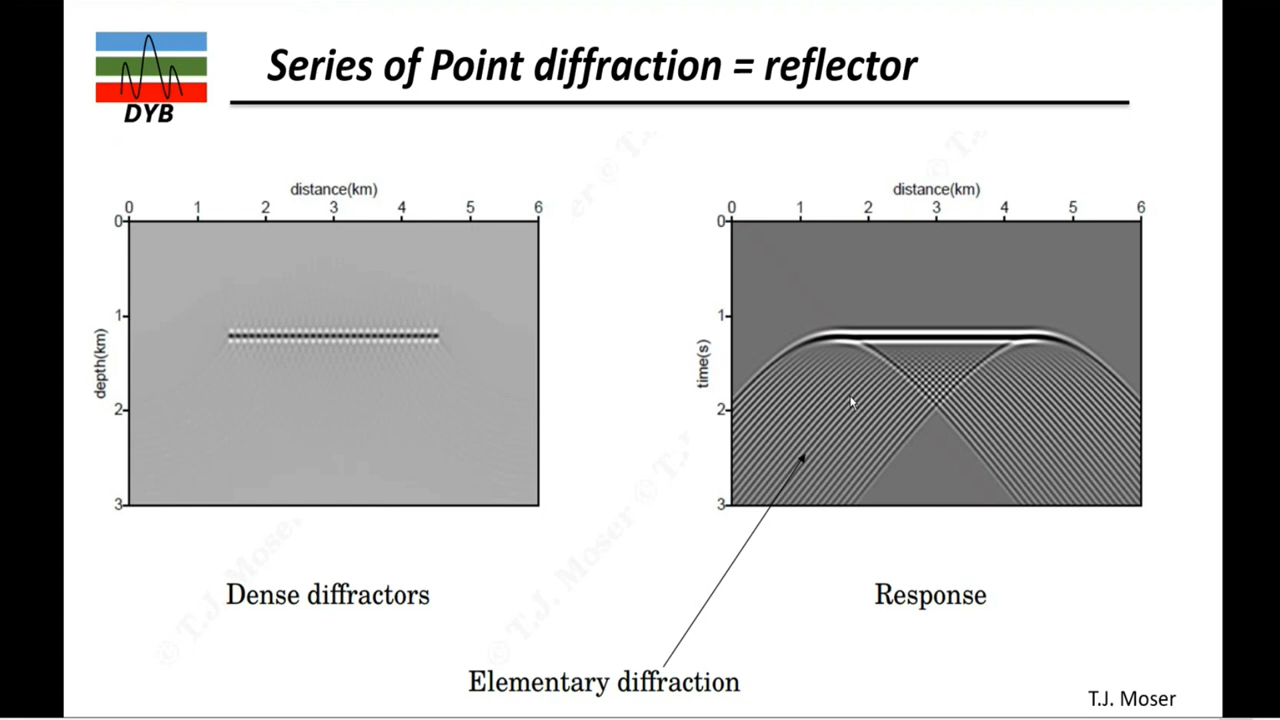 Series of Point diffraction = reflector
DYB
distance(km)
0 1 2 3 4 5 6
0
1
2
3
depth(km)
distance(km)
0 1 2 3 4 5 6
0
1
2
3
time(s)
Dense diffractors
Response
Elementary diffraction
T.J. Moser
© T.J. Moser © T.J.